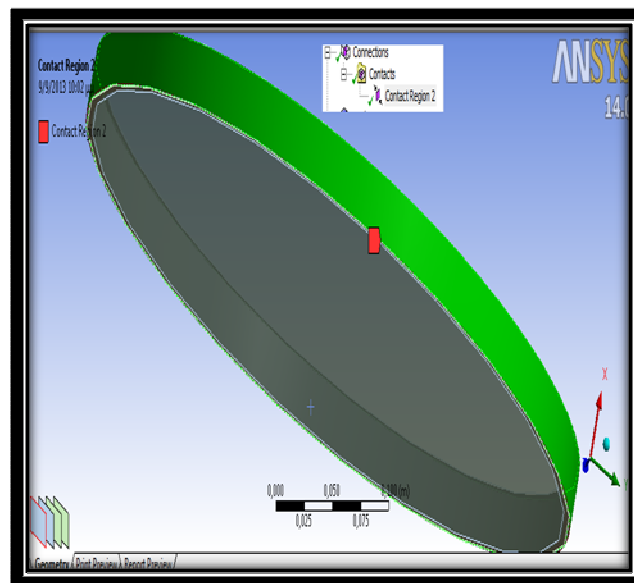 Connections
Contacts
Contact Region 2
Contact Region 2
9/9/2013 10:02
Contact Region 2
ANSYS
14.0
X
0,000 0,050 0,100 (m)
0,025 0,075
Geometry Print Preview Report Preview